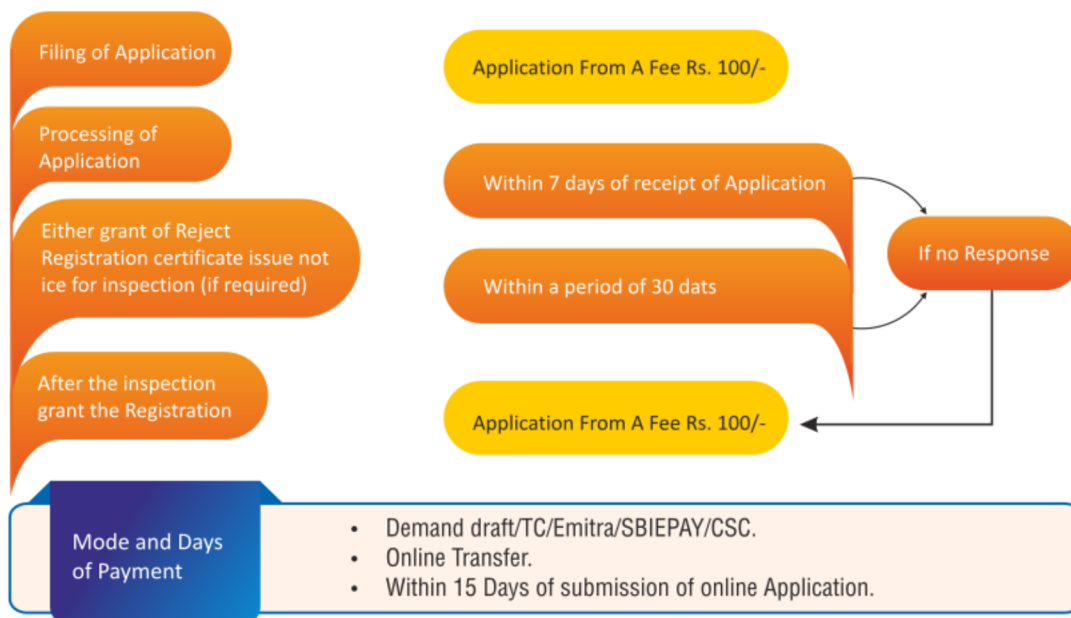 Filing of Application
Processing of
Application
Either grant of Reject
Registration certificate issue not
ice for inspection (if required)
After the inspection
grant the Registration
Application From A Fee Rs. 100/-
Within 7 days of receipt of Application
Within a period of 30 dats
If no Response
Application From A Fee Rs. 100/-
Mode and Days
of Payment
• Demand draft/TC/Emitra/SBIEPAY/CSC.
• Online Transfer.
• Within 15 Days of submission of online Application.